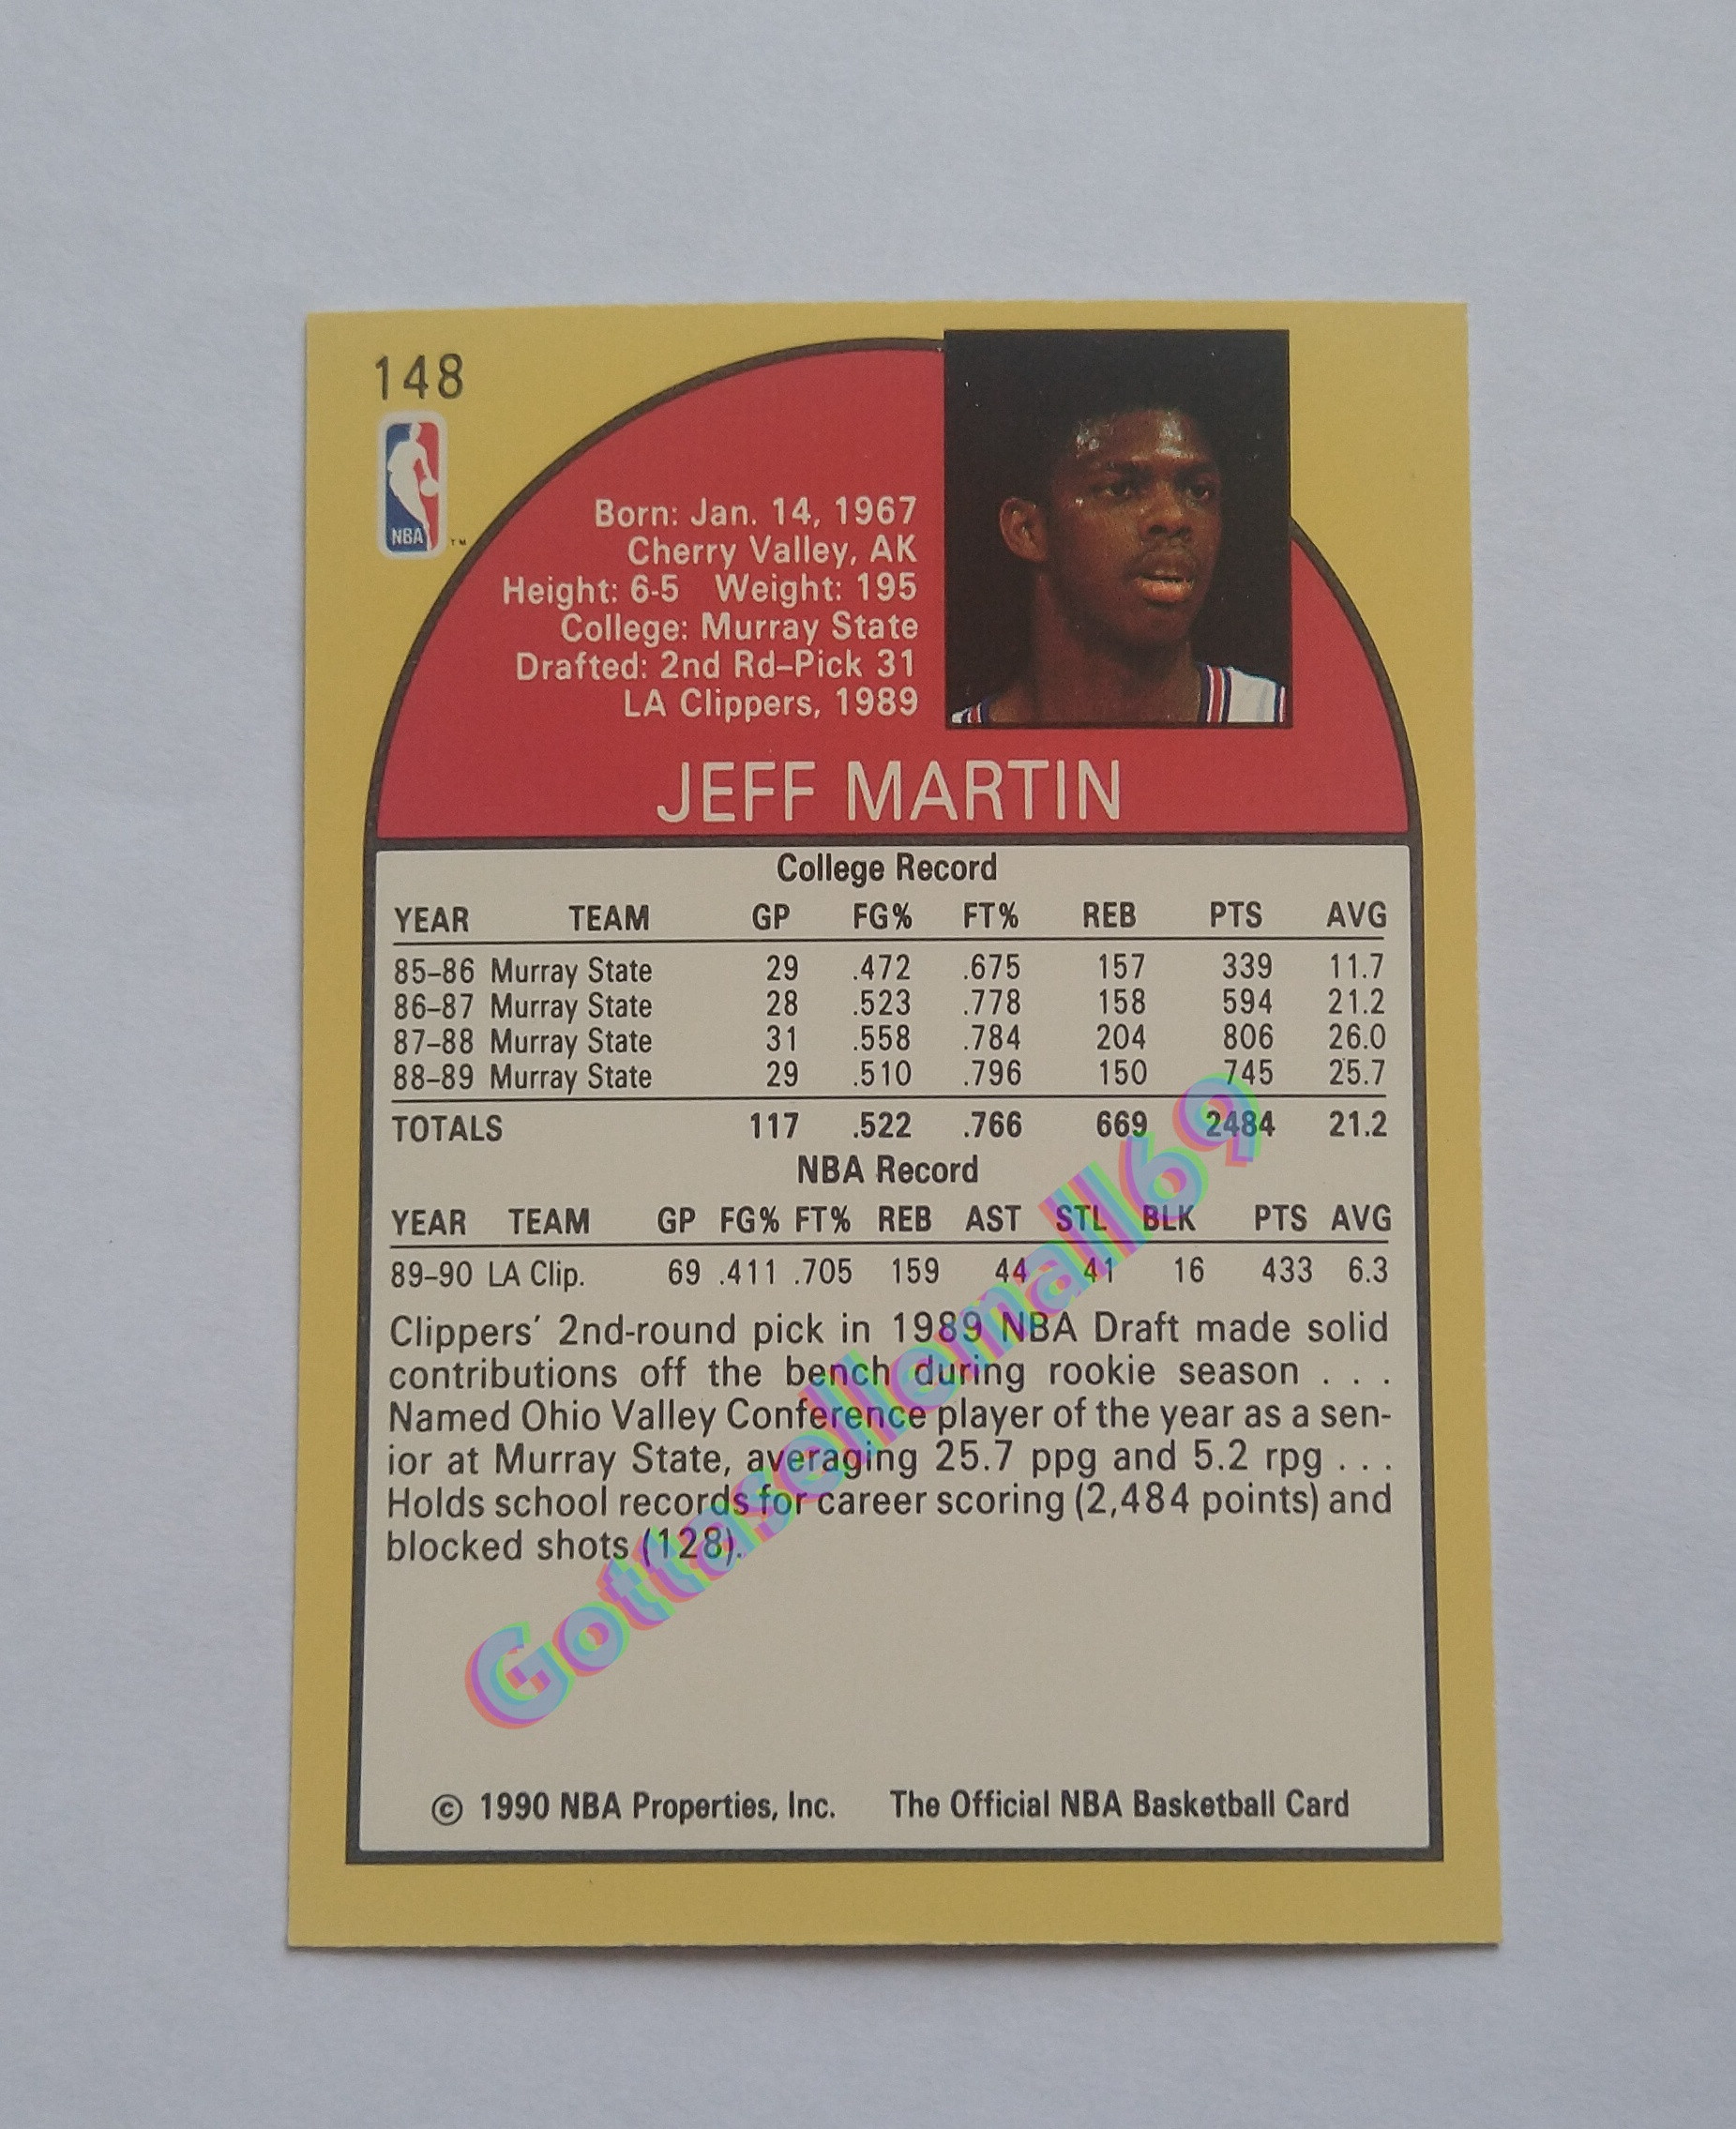 148
NBA
TM
Born: Jan. 14, 1967
Cherry Valley, AK
Height: 6-5 Weight: 195
College: Murray State
Drafted: 2nd Rd–Pick 31
LA Clippers, 1989
JEFF MARTIN
College Record
YEAR TEAM GP FG% FT% REB PTS AVG
85–86 Murray State 29 .472 .675 157 339 11.7
86–87 Murray State 28 .523 .778 158 594 21.2
87–88 Murray State 31 .558 .784 204 806 26.0
88–89 Murray State 29 .510 .796 150 745 25.7
TOTALS 117 .522 .766 669 2484 21.2
NBA Record
YEAR TEAM GP FG% FT% REB AST STL BLK PTS AVG
89–90 LA Clip. 69 .411 .705 159 44 41 16 433 6.3
Clippers' 2nd-round pick in 1989 NBA Draft made solid
contributions off the bench during rookie season . . .
Named Ohio Valley Conference player of the year as a sen-
ior at Murray State, averaging 25.7 ppg and 5.2 rpg . . .
Holds school records for career scoring (2,484 points) and
blocked shots (128).
Gottasellemall69
© 1990 NBA Properties, Inc. The Official NBA Basketball Card